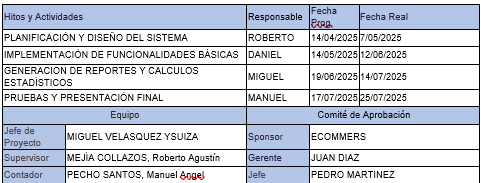 Hitos y Actividades Responsable Fecha Prog. Fecha Real
PLANIFICACIÓN Y DISEÑO DEL SISTEMA ROBERTO 14/04/2025 7/05/2025
IMPLEMENTACIÓN DE FUNCIONALIDADES BÁSICAS DANIEL 14/05/2025 12/06/2025
GENERACION DE REPORTES Y CALCULOS
ESTADÍSTICOS MIGUEL 19/06/2025 14/07/2025
PRUEBAS Y PRESENTACIÓN FINAL MANUEL 17/07/2025 25/07/2025
Equipo Comité de Aprobación
Jefe de Proyecto MIGUEL VELASQUEZ YSUIZA Sponsor ECOMMERS
Supervisor MEJÌA COLLAZOS, Roberto Agustín Gerente JUAN DIAZ
Contador PECHO SANTOS, Manuel Angel Jefe PEDRO MARTINEZ